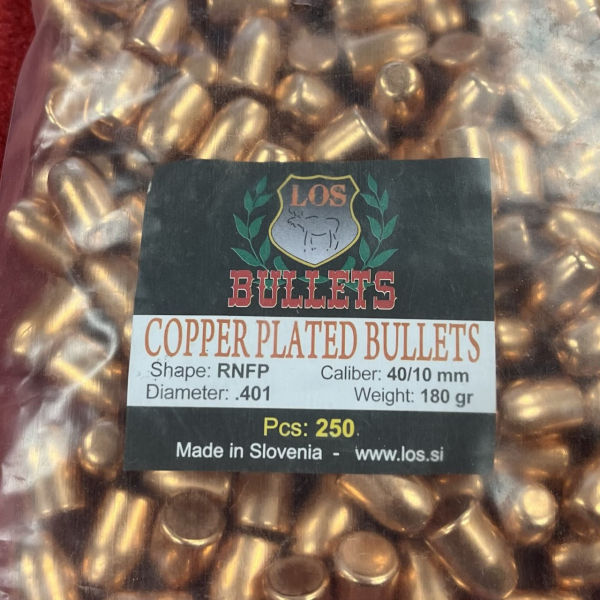 LOS
BULLETS
COPPER PLATED BULLETS
Shape: RNFP Caliber: 40/10 mm
Diameter: .401 Weight: 180 gr
Pcs: 250
Made in Slovenia - www.los.si